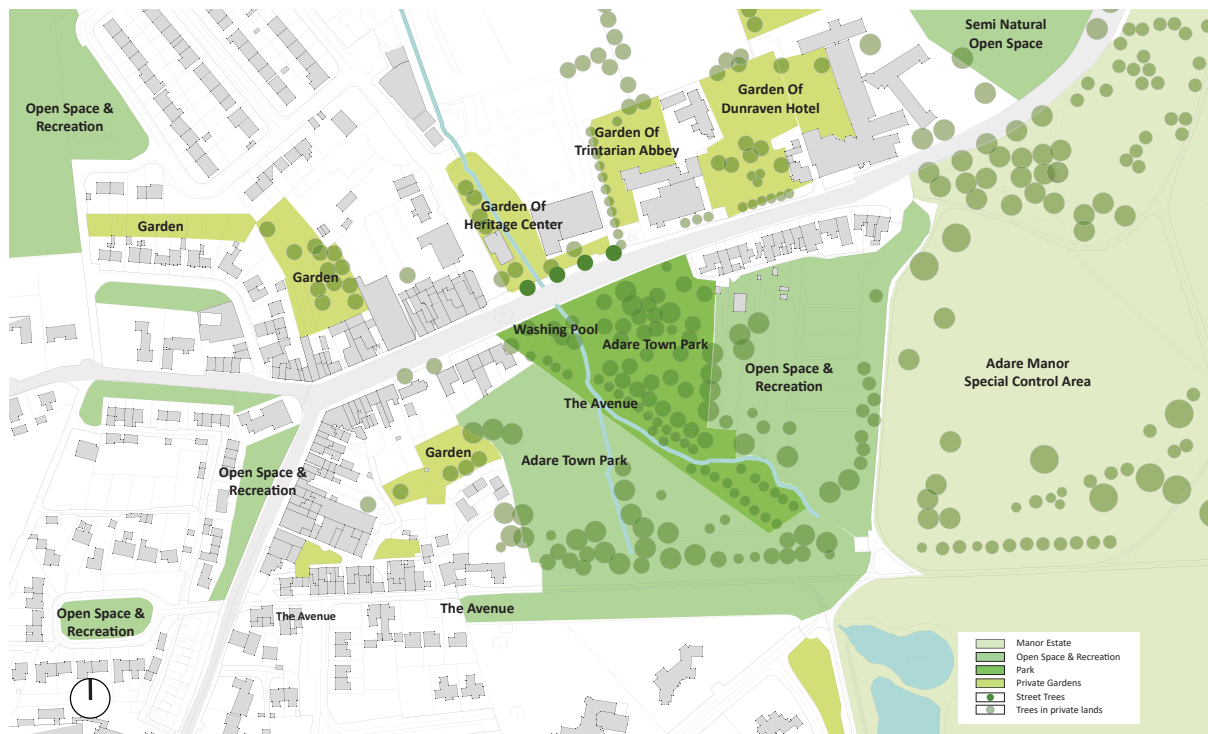 Semi Natural
Open Space
Open Space &
Recreation
Garden Of
Dunraven Hotel
Garden Of
Trintarian Abbey
Garden
Garden Of
Heritage Center
Garden
Washing Pool
Adare Town Park
Open Space &
Recreation
Adare Manor
Special Control Area
The Avenue
Garden
Adare Town Park
Open Space &
Recreation
Open Space &
Recreation
The Avenue
The Avenue
Manor Estate
Open Space & Recreation
Park
Private Gardens
Street Trees
Trees in private lands